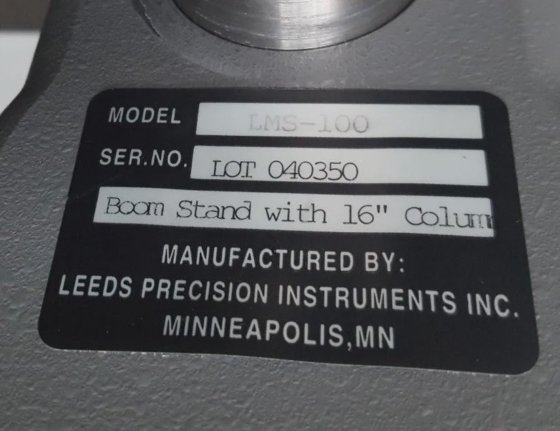 MODEL LMS-100
SER.NO. LOT 040350
Boom Stand with 16" Colum
MANUFACTURED BY:
LEEDS PRECISION INSTRUMENTS INC.
MINNEAPOLIS,MN